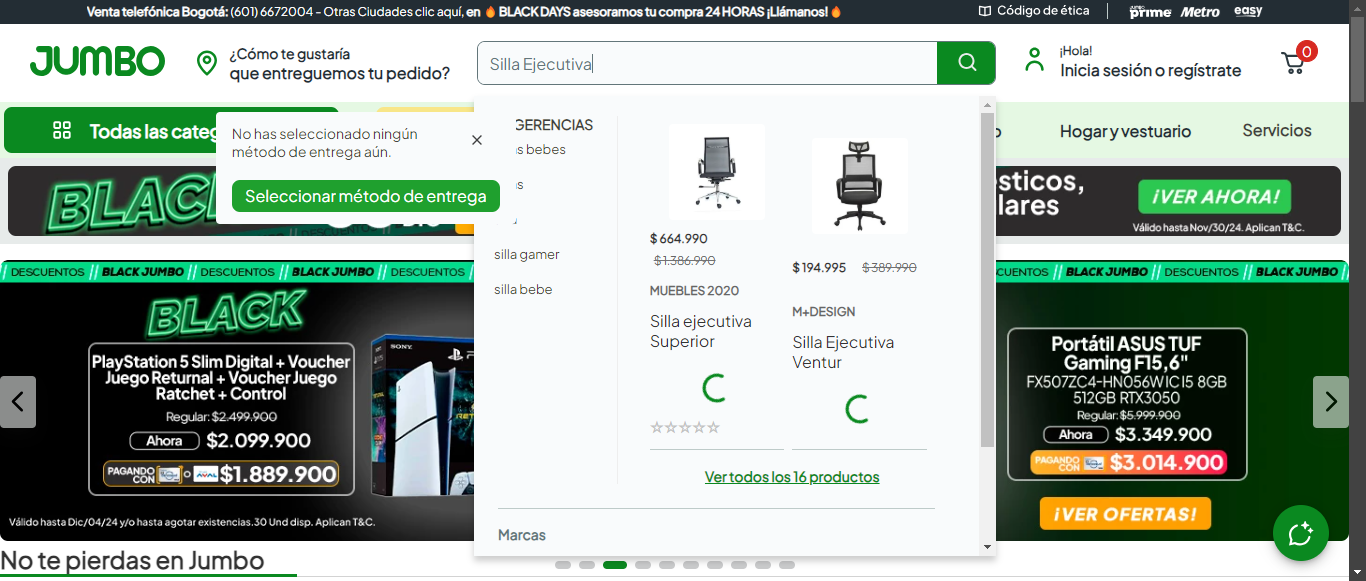 Venta telefónica Bogotá: (601) 6672004 - Otras Ciudades clic aquí, en 🔥 BLACK DAYS asesoramos tu compra 24 HORAS ¡Llámanos!🔥
Código de ética
prime
Metro
easy
JUMBO
¿Cómo te gustaría
que entreguemos tu pedido?
Silla Ejecutiva
¡Hola!
Inicia sesión o regístrate
0
Todas las categ
Hogar y vestuario
Servicios
No has seleccionado ningún
método de entrega aún.
Seleccionar método de entrega
GERENCIAS
s bebes
s
silla gamer
silla bebe
$ 664.990
$ 1.386.990
MUEBLES 2020
Silla ejecutiva
Superior
$ 194.995
$ 389.990
M+DESIGN
Silla Ejecutiva
Ventur
Ver todos los 16 productos
Marcas
BLACK
sticos,
lares
¡VER AHORA!
Válido hasta Nov/30/24. Aplican T&C.
DESCUENTOS // BLACK JUMBO // DESCUENTOS // BLACK JUMBO // DESCUENTOS //
CUENTOS // BLACK JUMBO // DESCUENTOS // BLACK JUMBO
BLACK
PlayStation 5 Slim Digital + Voucher
Juego Returnal + Voucher Juego
Ratchet + Control
Regular: $2.499.900
Ahora $2.099.900
PAGANDO CON o AVAL $1.889.900
Válido hasta Dic/04/24 y/o hasta agotar existencias. 30 Und disp. Aplican T&C.
SONY
Portátil ASUS TUF
Gaming F15,6"
FX507ZC4-HN056W IC I5 8GB
512GB RTX3050
Regular: $5.999.900
Ahora $3.349.900
PAGANDO CON $3.014.900
¡VER OFERTAS!
No te pierdas en Jumbo